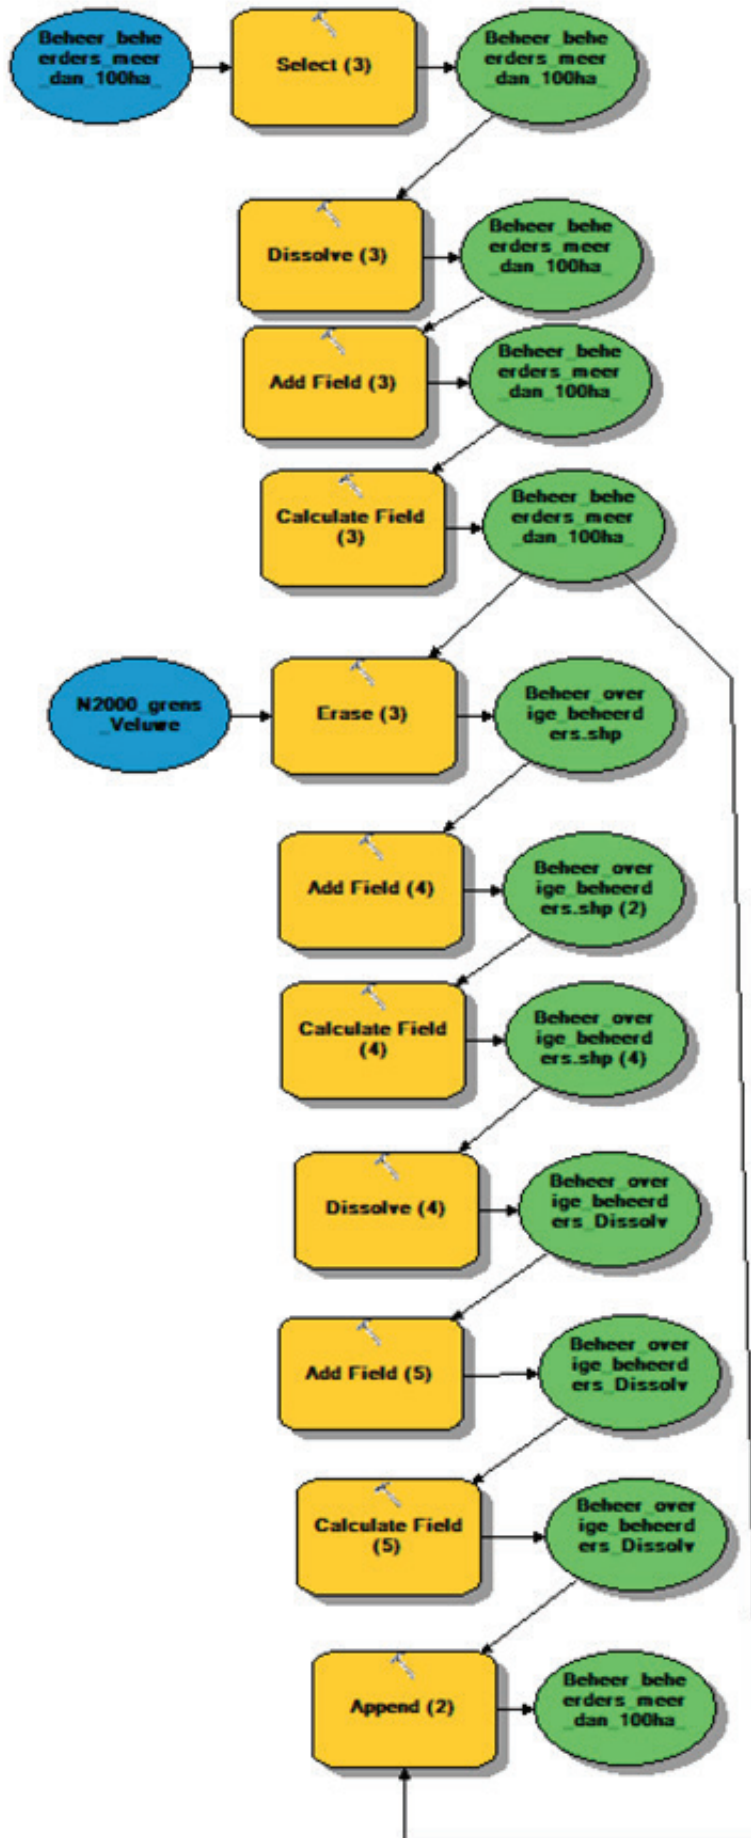 Beheer_behe
erders_meer
_dan_100ha_
Select (3)
Beheer_behe
erders_meer
_dan_100ha_
Dissolve (3)
Beheer_behe
erders_meer
_dan_100ha_
Add Field (3)
Beheer_behe
erders_meer
_dan_100ha_
Calculate Field
(3)
Beheer_behe
erders_meer
_dan_100ha_
N2000_grens
_Veluwe
Erase (3)
Beheer_over
ige_beheerd
ers.shp
Add Field (4)
Beheer_over
ige_beheerd
ers.shp (2)
Calculate Field
(4)
Beheer_over
ige_beheerd
ers.shp (4)
Dissolve (4)
Beheer_over
ige_beheerd
ers_Dissolv
Add Field (5)
Beheer_over
ige_beheerd
ers_Dissolv
Calculate Field
(5)
Beheer_over
ige_beheerd
ers_Dissolv
Append (2)
Beheer_behe
erders_meer
_dan_100ha_